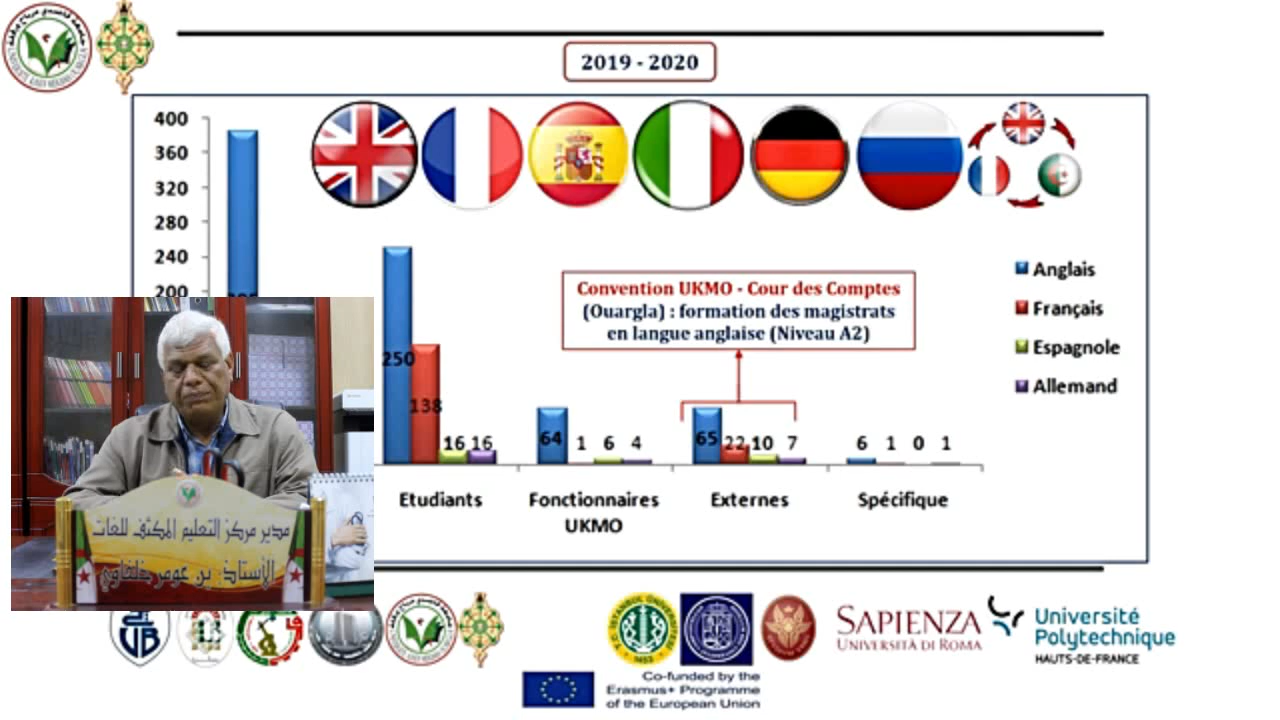 2019 - 2020
400
360
320
280
240
200
250
138
16
16
64
1
6
4
65
22
10
7
6
1
0
1
Convention UKMO - Cour des Comptes
(Ouargla) : formation des magistrats
en langue anglaise (Niveau A2)
Anglais
Français
Espagnole
Allemand
Etudiants
Fonctionnaires
UKMO
Externes
Spécifique
مدير مركز التعليم المكثف للغات
الأستاذ: بن عومر جلفاوي
SAPIENZA
UNIVERSITÀ DI ROMA
Université
Polytechnique
HAUTS-DE-FRANCE
Co-funded by the
Erasmus+ Programme
of the European Union